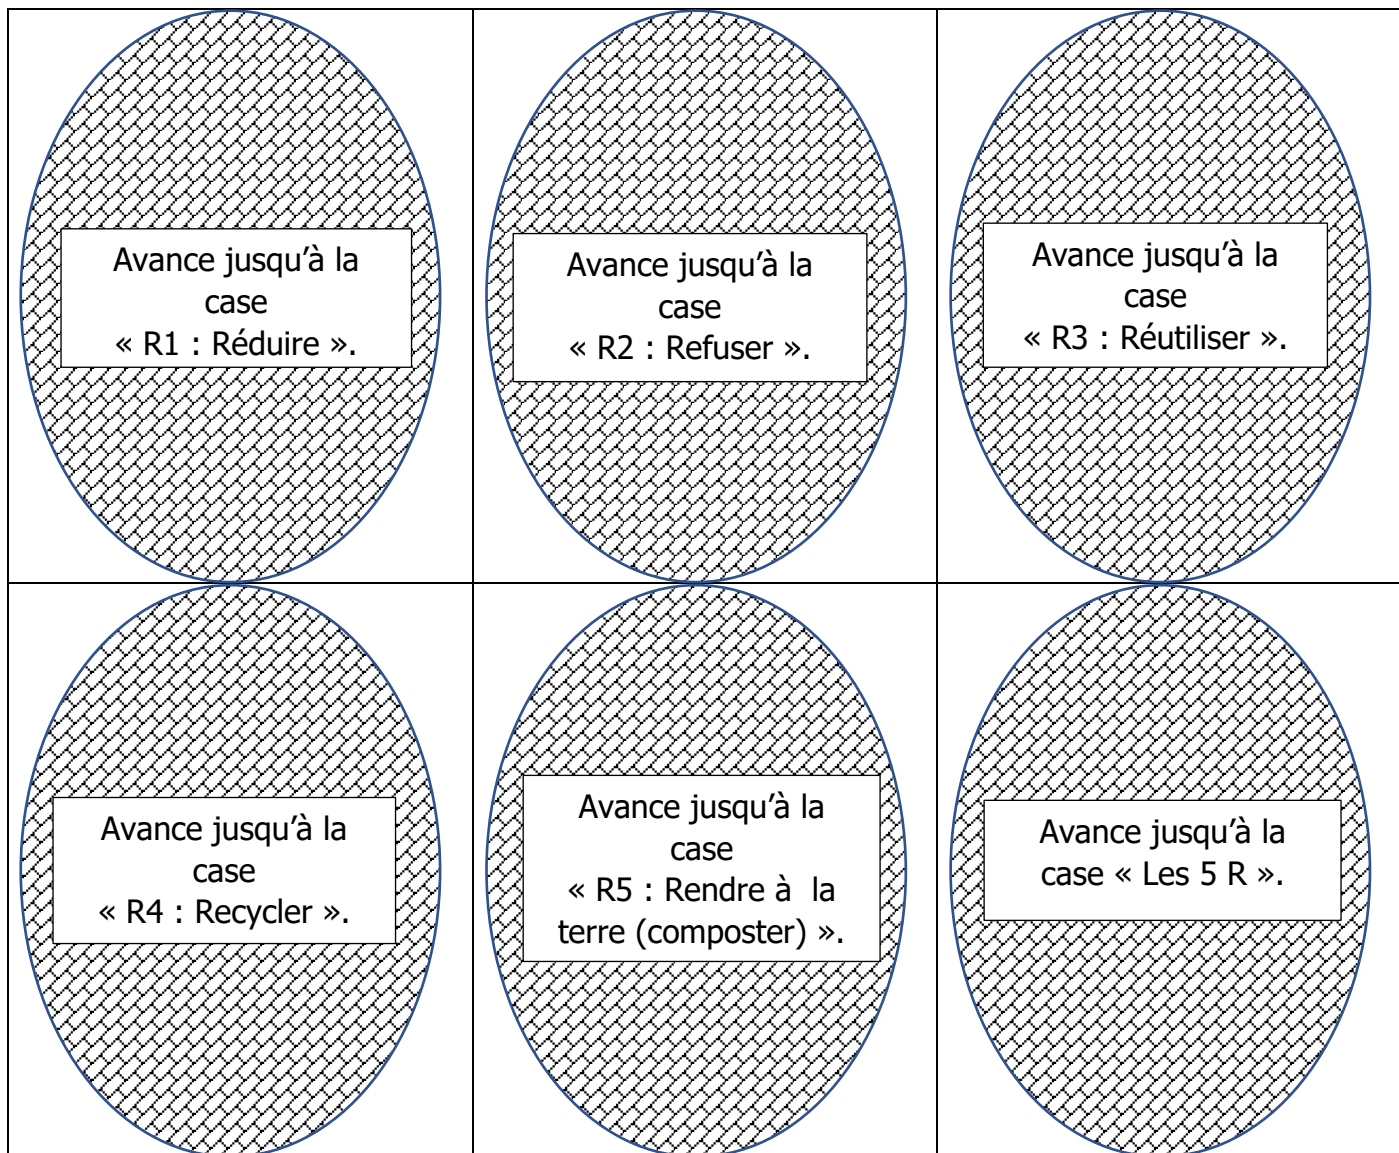 Avance jusqu’à la
case
« R1 : Réduire ».
Avance jusqu’à la
case
« R2 : Refuser ».
Avance jusqu’à la
case
« R3 : Réutiliser ».
Avance jusqu’à la
case
« R4 : Recycler ».
Avance jusqu’à la
case
« R5 : Rendre à  la
terre (composter) ».
Avance jusqu’à la
case « Les 5 R ».